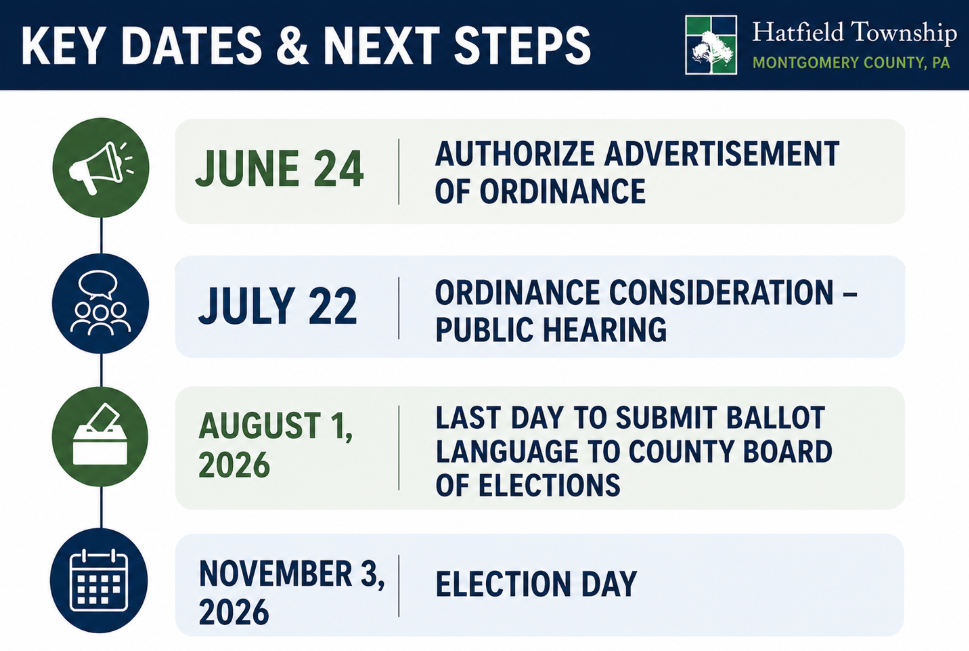 KEY DATES & NEXT STEPS
Hatfield Township
MONTGOMERY COUNTY, PA
JUNE 24
AUTHORIZE ADVERTISEMENT
OF ORDINANCE
JULY 22
ORDINANCE CONSIDERATION –
PUBLIC HEARING
AUGUST 1,
2026
LAST DAY TO SUBMIT BALLOT
LANGUAGE TO COUNTY BOARD
OF ELECTIONS
NOVEMBER 3,
2026
ELECTION DAY